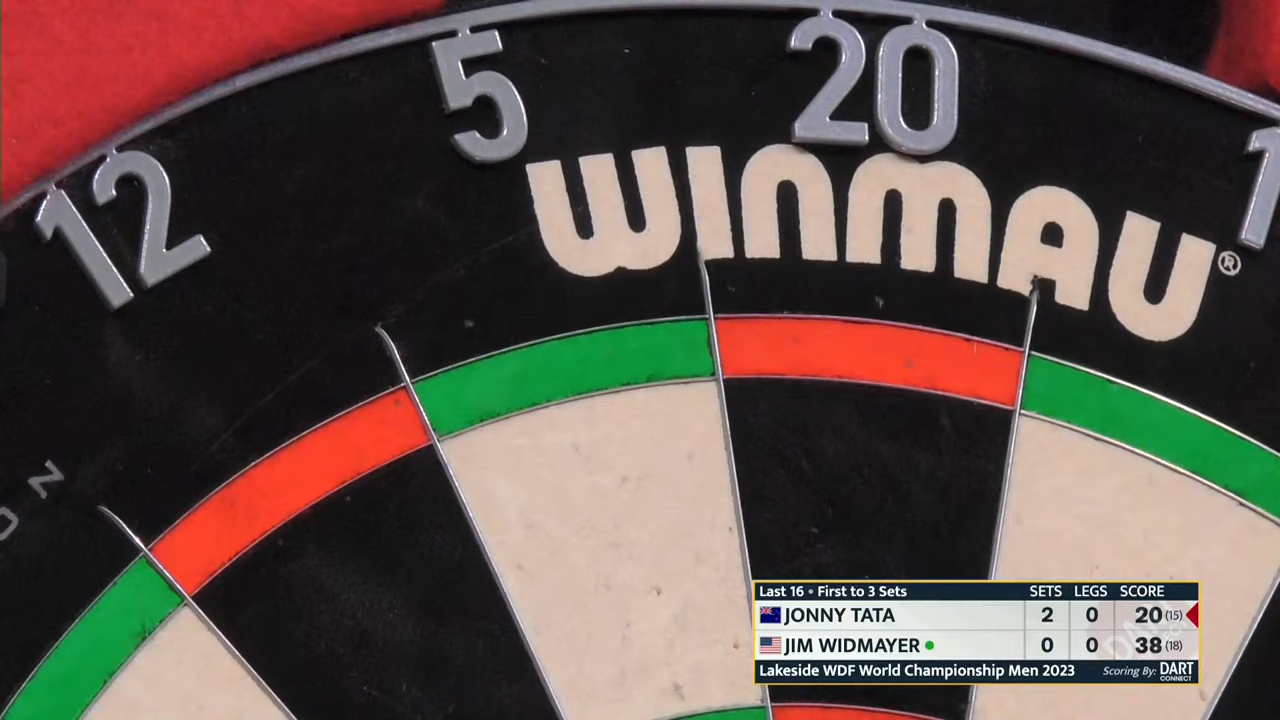 5
20
12
1
WINMAU®
O N
Last 16 • First to 3 Sets SETS LEGS SCORE
JONNY TATA 2 0 20 (15)
JIM WIDMAYER 0 0 38 (18)
Lakeside WDF World Championship Men 2023 Scoring By: DART CONNECT